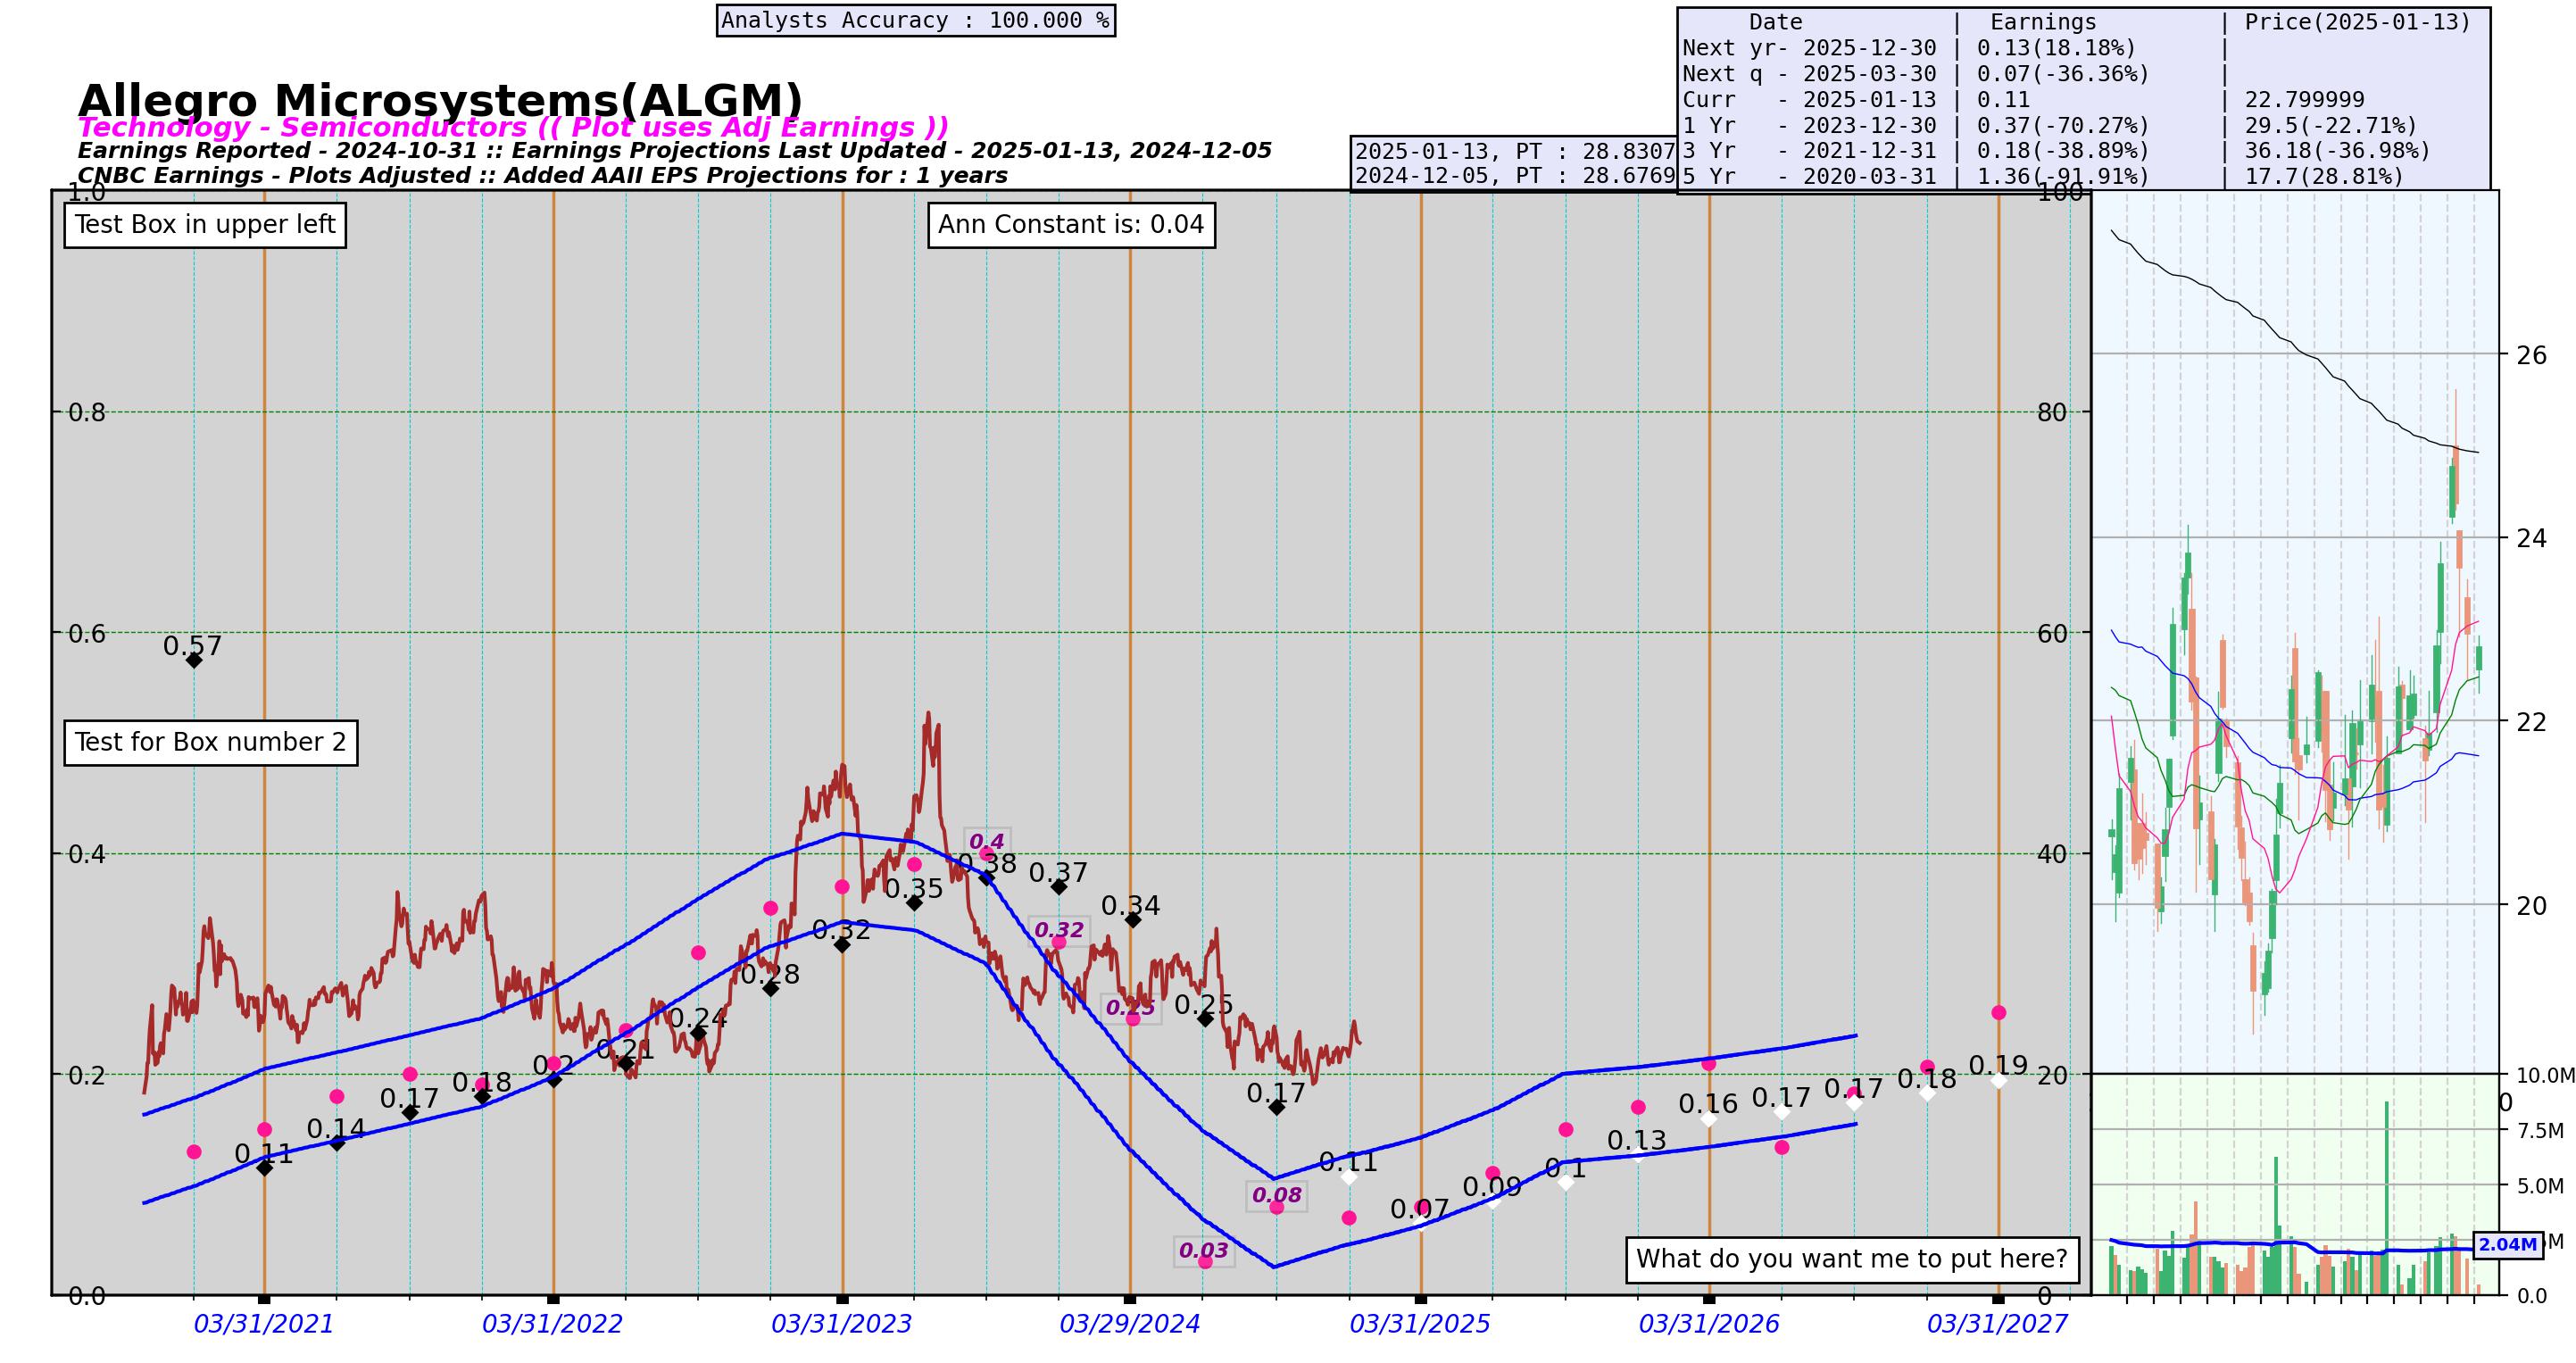 Analysts Accuracy : 100.000 %
Date | Earnings | Price(2025-01-13)
Next yr- 2025-12-30 | 0.13(18.18%) |
Next q - 2025-03-30 | 0.07(-36.36%) |
Curr - 2025-01-13 | 0.11 | 22.799999
1 Yr - 2023-12-30 | 0.37(-70.27%) | 29.5(-22.71%)
3 Yr - 2021-12-31 | 0.18(-38.89%) | 36.18(-36.98%)
5 Yr - 2020-03-31 | 1.36(-91.91%) | 17.7(28.81%)
Allegro Microsystems(ALGM)
Technology - Semiconductors (( Plot uses Adj Earnings ))
Earnings Reported - 2024-10-31 :: Earnings Projections Last Updated - 2025-01-13, 2024-12-05
CNBC Earnings - Plots Adjusted :: Added AAII EPS Projections for : 1 years
2025-01-13, PT : 28.8307
2024-12-05, PT : 28.6769
1.0
0.8
0.6
0.4
0.2
0.0
Test Box in upper left
Ann Constant is: 0.04
Test for Box number 2
What do you want me to put here?
0.57
0.11
0.14
0.17
0.18
0.2
0.21
0.24
0.28
0.32
0.35
0.38
0.37
0.34
0.25
0.17
0.11
0.07
0.09
0.1
0.13
0.16
0.17
0.17
0.18
0.19
0.4
0.32
0.25
0.03
0.08
100
80
60
40
20
0
26
24
22
20
10.0M
0
7.5M
5.0M
2.04M
0.0
03/31/2021
03/31/2022
03/31/2023
03/29/2024
03/31/2025
03/31/2026
03/31/2027